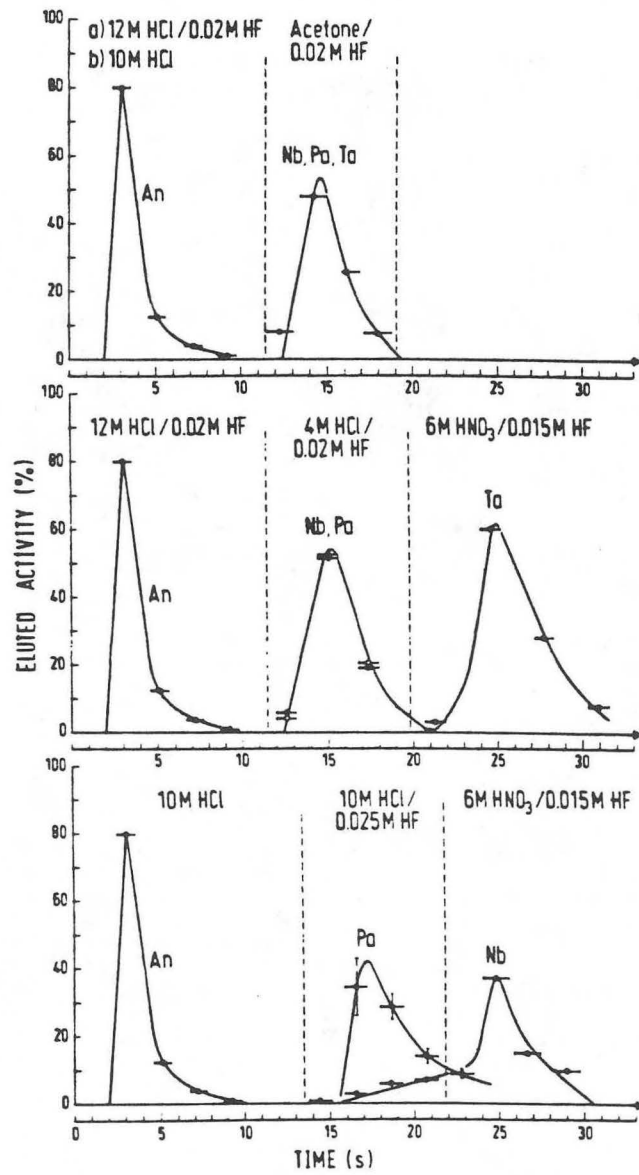 a) 12M HCl/0.02M HF
b) 10M HCl
Acetone/
0.02M HF
100
80
60
40
20
0
An
Nb, Pa, Ta
5 10 15 20 25 30
12M HCl/0.02M HF
4M HCl/
0.02M HF
6M HNO₃/0.015M HF
100
80
60
40
20
0
An
Nb, Pa
Ta
0 5 10 15 20 25 30
10M HCl
10M HCl/
0.025M HF
6M HNO₃/0.015M HF
100
80
60
40
20
0
An
Pa
Nb
0 5 10 15 20 25 30
ELUTED ACTIVITY (%)
TIME (s)